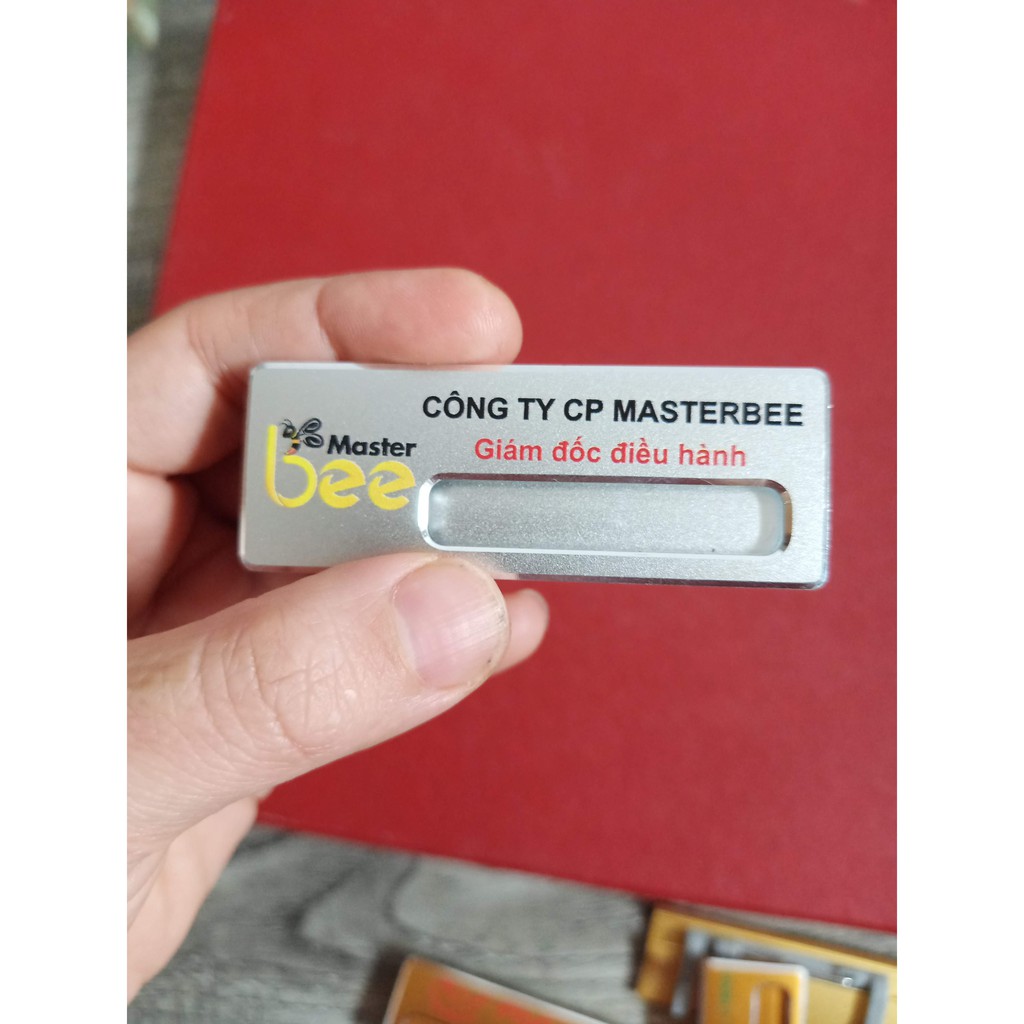 CÔNG TY CP MASTERBEE
Giám đốc điều hành
Master
bee